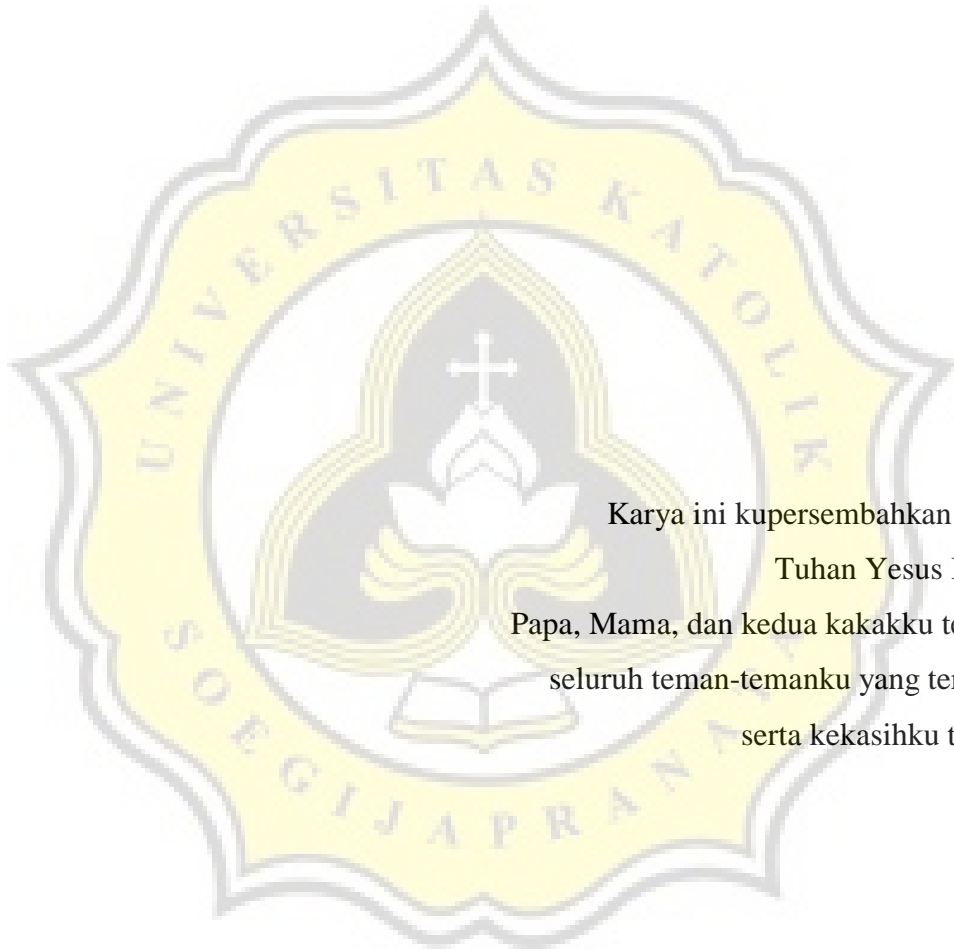 UNIVERSITAS KATOLIK
SOEGIJAPRANATA
Karya ini kupersembahkan
Tuhan Yesus
Papa, Mama, dan kedua kakakku
seluruh teman-temanku yang
serta kekasihku